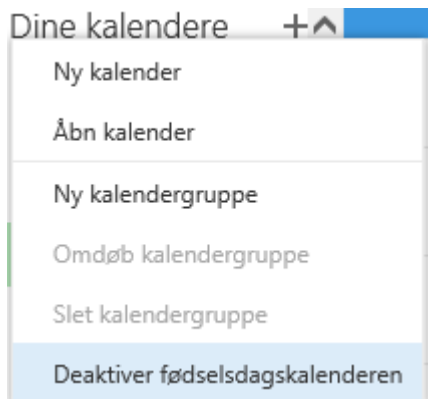 Dine kalendere
Ny kalender
Åbn kalender
Ny kalendergruppe
Omdøb kalendergruppe
Slet kalendergruppe
Deaktiver fødselsdagskalenderen